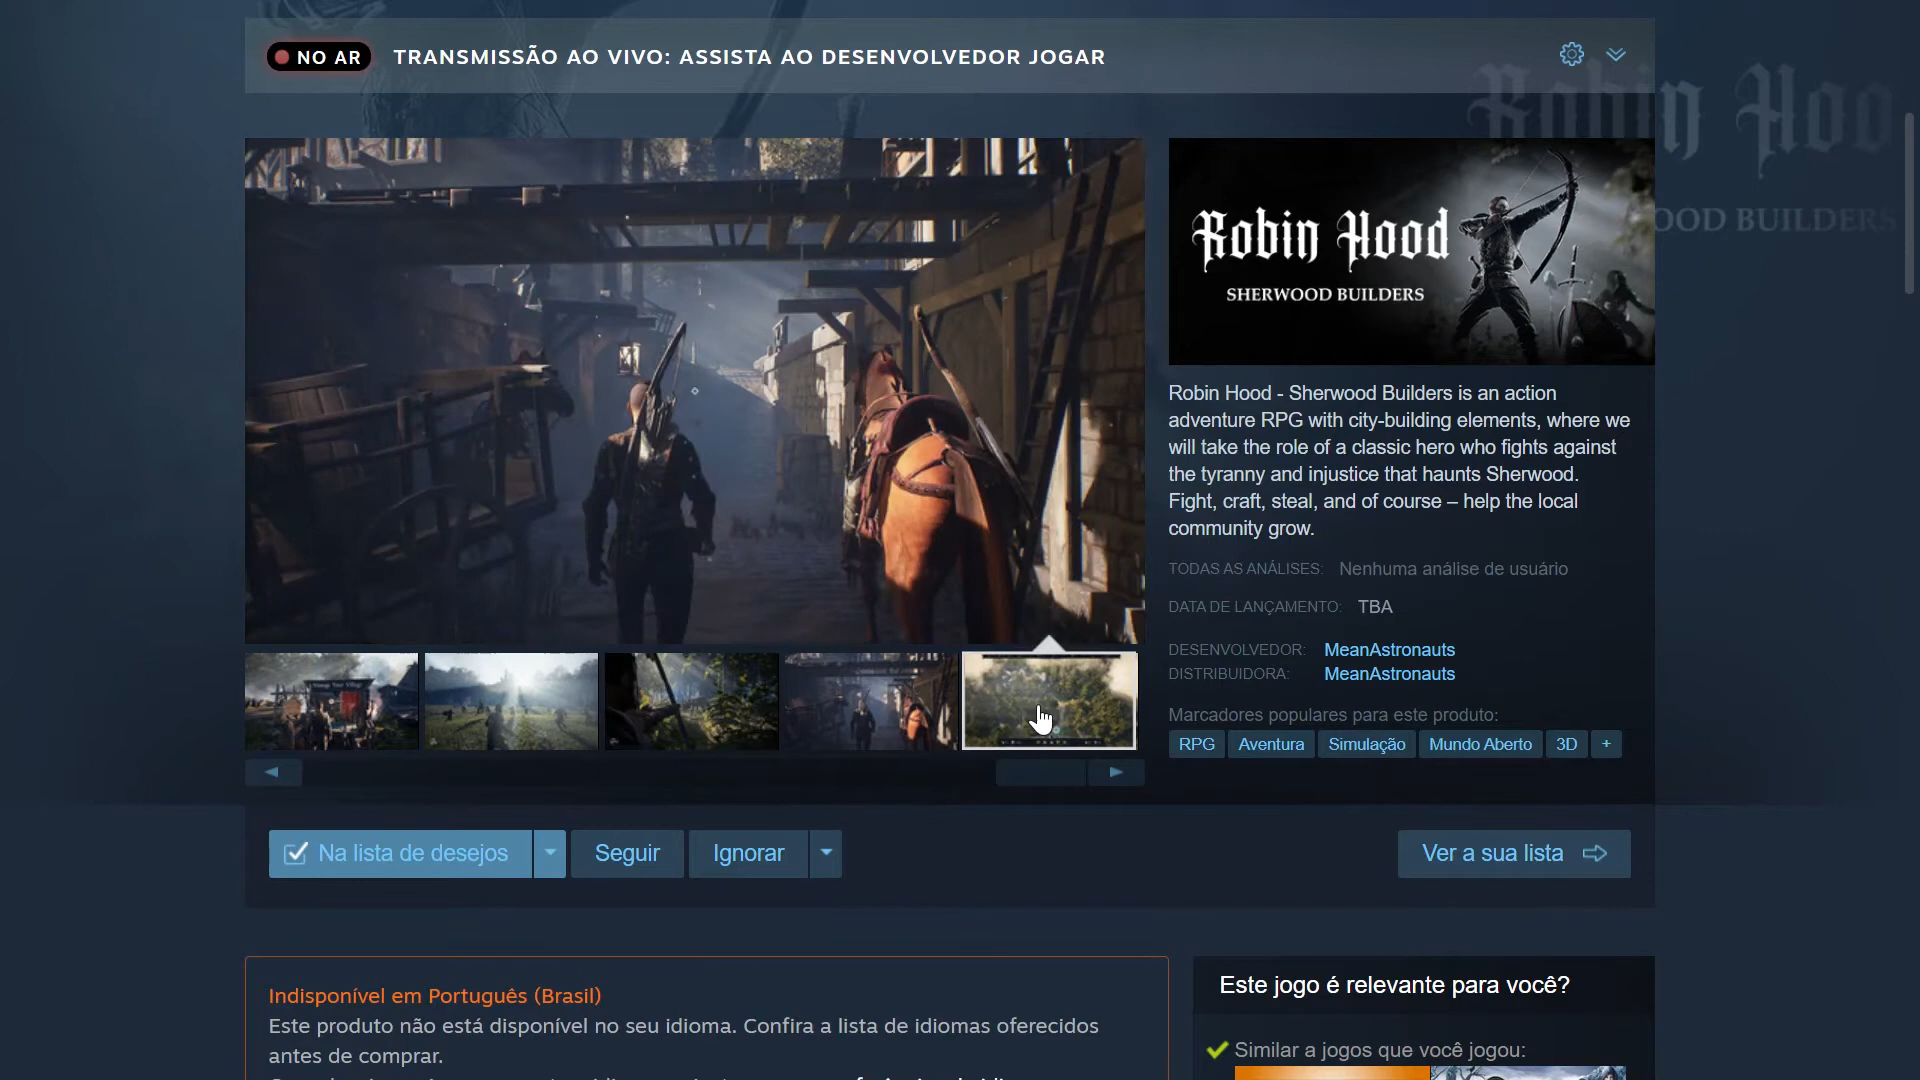 NO AR
TRANSMISSÃO AO VIVO: ASSISTA AO DESENVOLVEDOR JOGAR
Robin Hoo
OOD BUILDERS
Robin Hood
SHERWOOD BUILDERS
Robin Hood - Sherwood Builders is an action
adventure RPG with city-building elements, where we
will take the role of a classic hero who fights against
the tyranny and injustice that haunts Sherwood.
Fight, craft, steal, and of course – help the local
community grow.
TODAS AS ANÁLISES: Nenhuma análise de usuário
DATA DE LANÇAMENTO: TBA
DESENVOLVEDOR: MeanAstronauts
DISTRIBUIDORA: MeanAstronauts
Marcadores populares para este produto:
RPG Aventura Simulação Mundo Aberto 3D +
Na lista de desejos Seguir Ignorar Ver a sua lista
Indisponível em Português (Brasil)
Este produto não está disponível no seu idioma. Confira a lista de idiomas oferecidos
antes de comprar.
Este jogo é relevante para você?
Similar a jogos que você jogou: